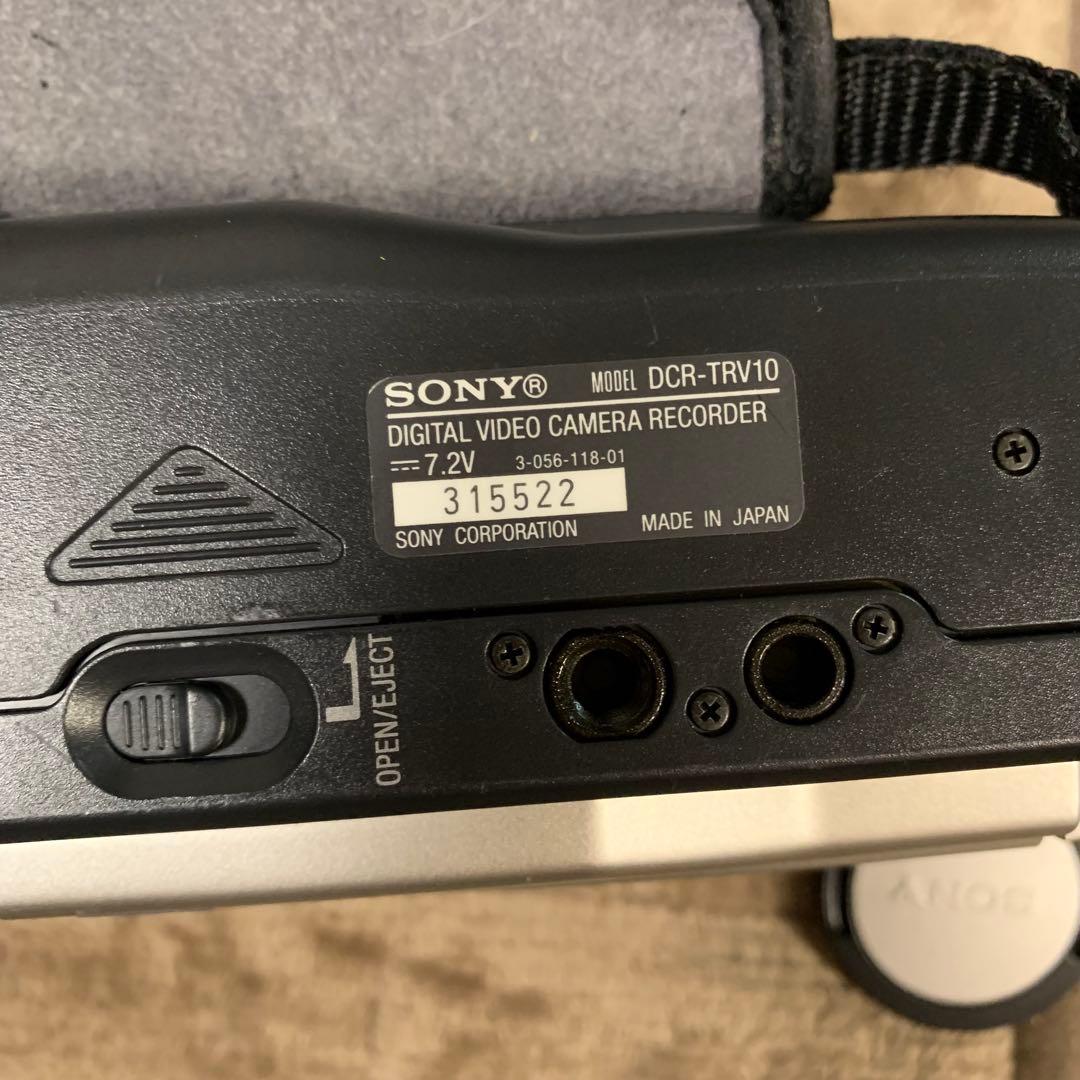 SONY® MODEL DCR-TRV10
DIGITAL VIDEO CAMERA RECORDER
⎓7.2V 3-056-118-01
315522
SONY CORPORATION MADE IN JAPAN
OPEN/EJECT
SONY